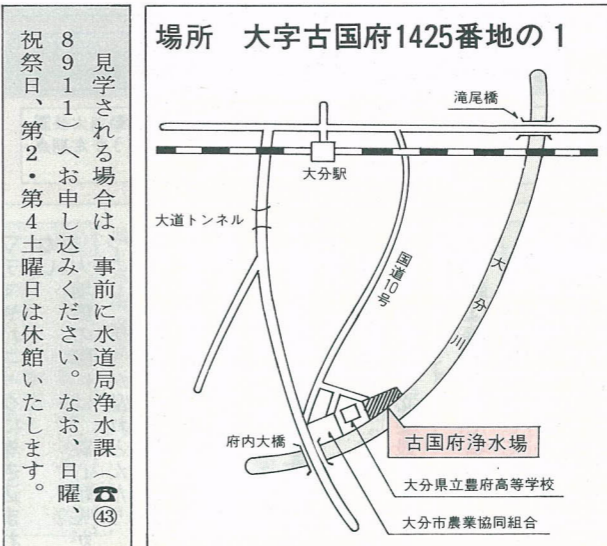 場所 大字古国府1425番地の1
滝尾橋
大分駅
大道トンネル
国道10号
大分川
古国府浄水場
府内大橋
大分県立豊府高等学校
大分市農業協同組合
見学される場合は、事前に水道局浄水課（☎㊸
8911）へお申し込みください。なお、日曜、
祝祭日、第2・第4土曜日は休館いたします。